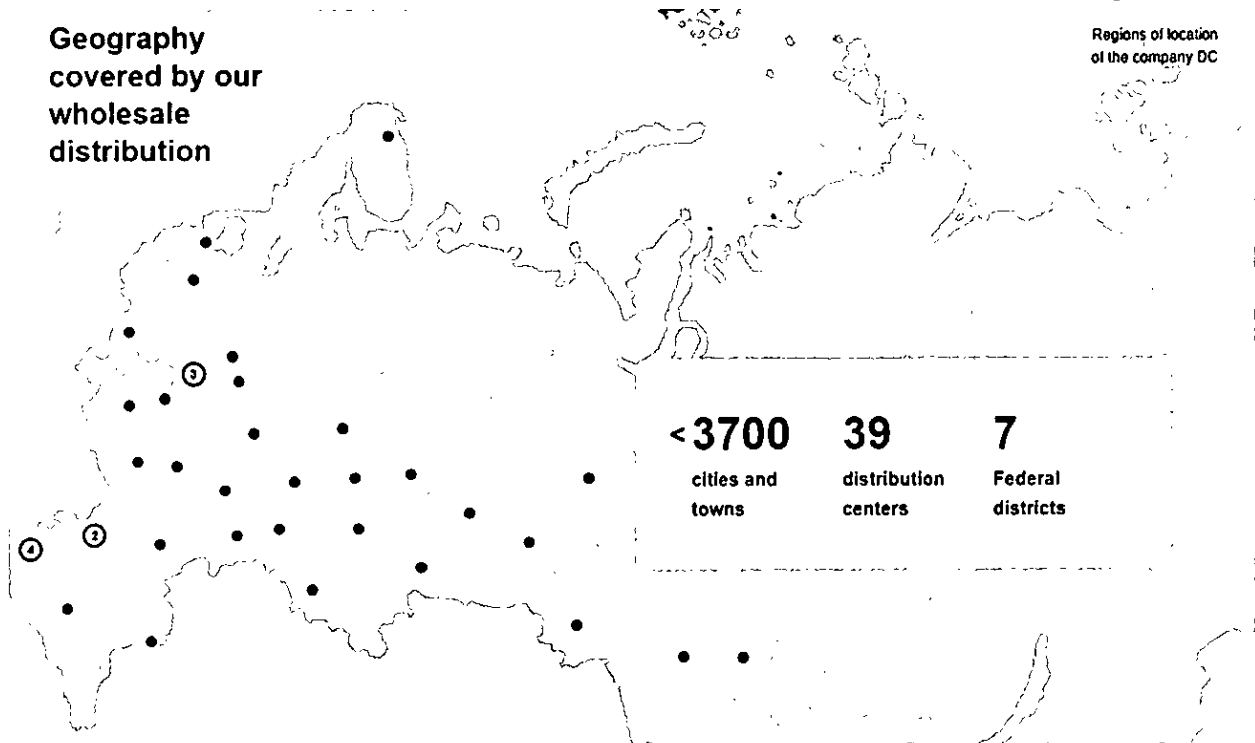 Geography
covered by our
wholesale
distribution
Regions of location
of the company DC
3
2
4
<3700
cities and
towns
39
distribution
centers
7
Federal
districts